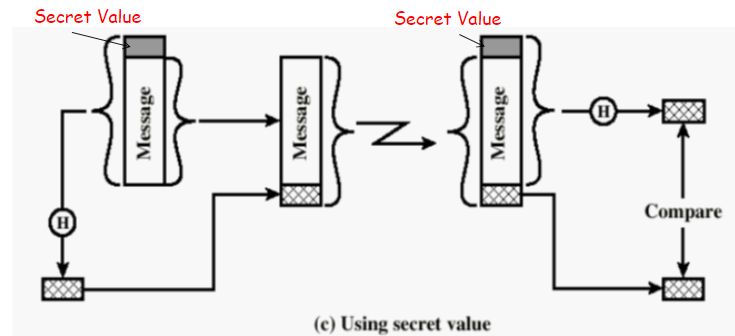 Secret Value
Secret Value
Message
Message
Message
H
H
Compare
(c) Using secret value